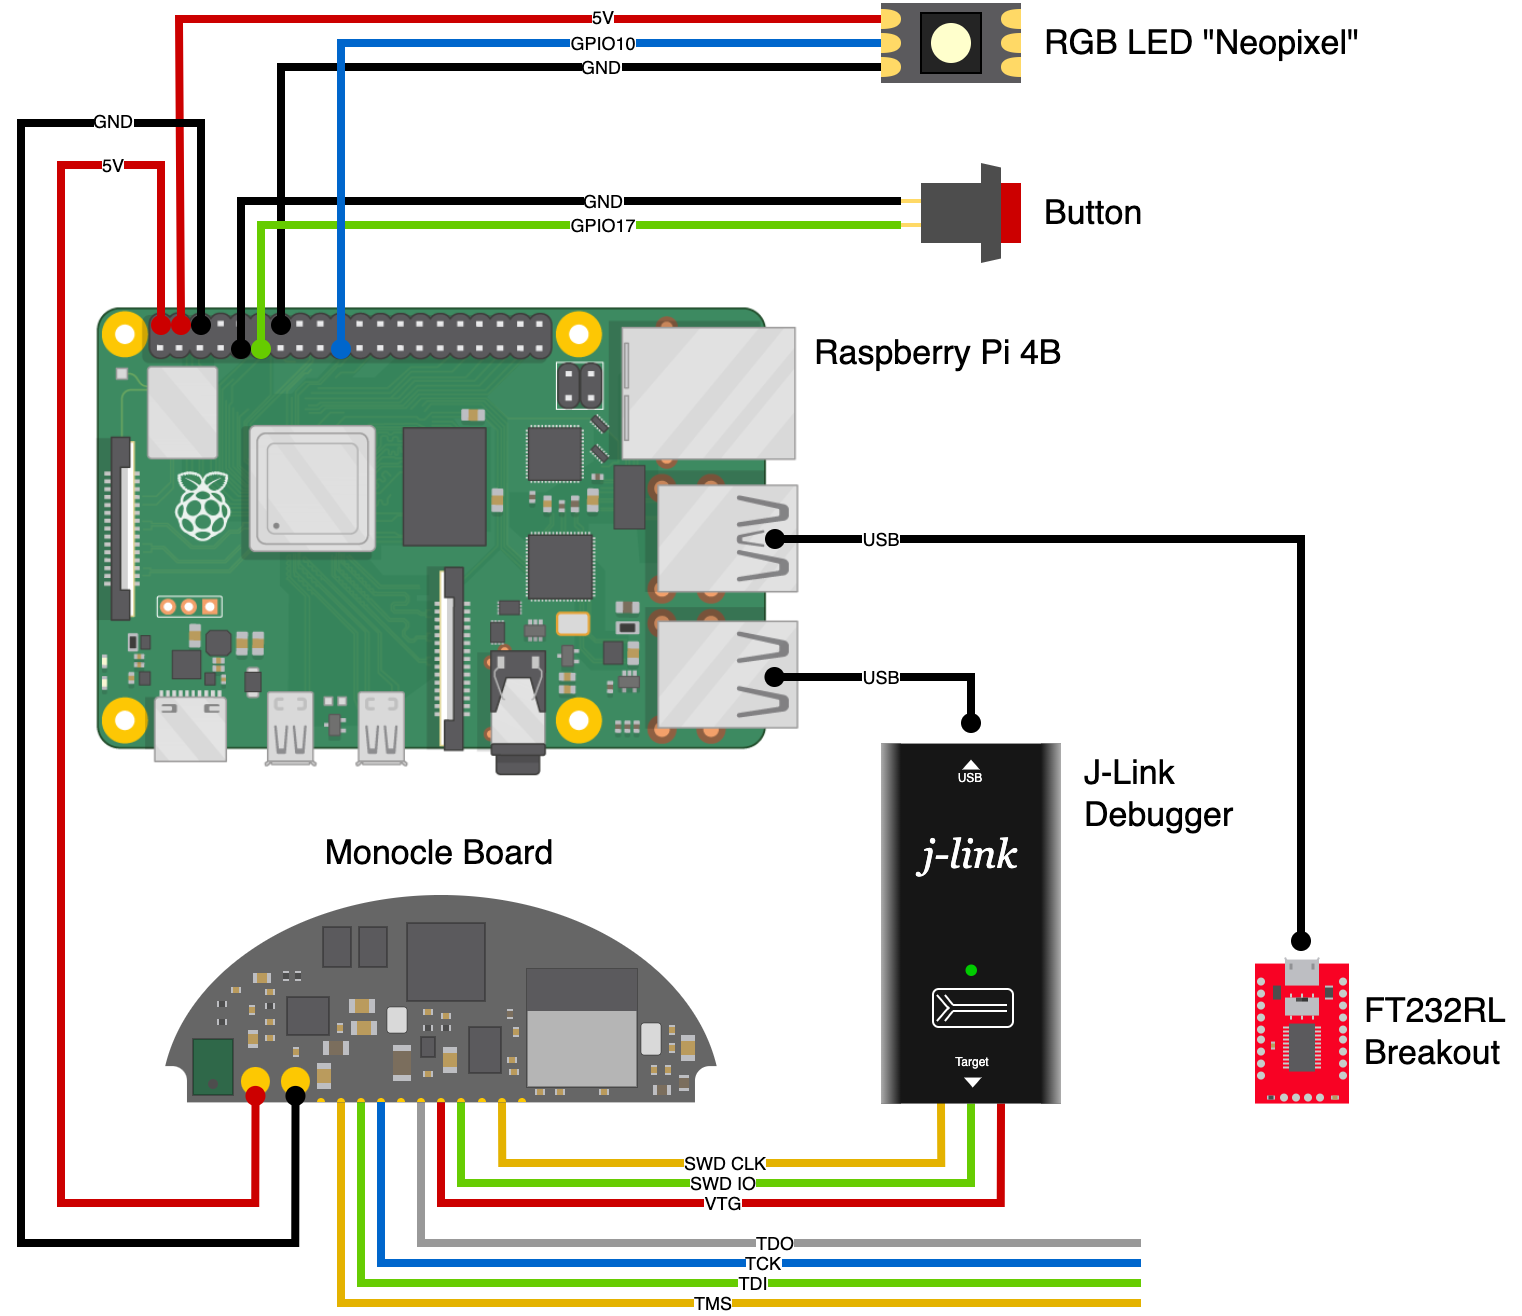 5V
GPIO10
GND
RGB LED "Neopixel"
GND
5V
GND
GPIO17
Button
Raspberry Pi 4B
USB
USB
USB
J-Link
Debugger
j-link
Monocle Board
Target
FT232RL
Breakout
SWD CLK
SWD IO
VTG
TDO
TCK
TDI
TMS